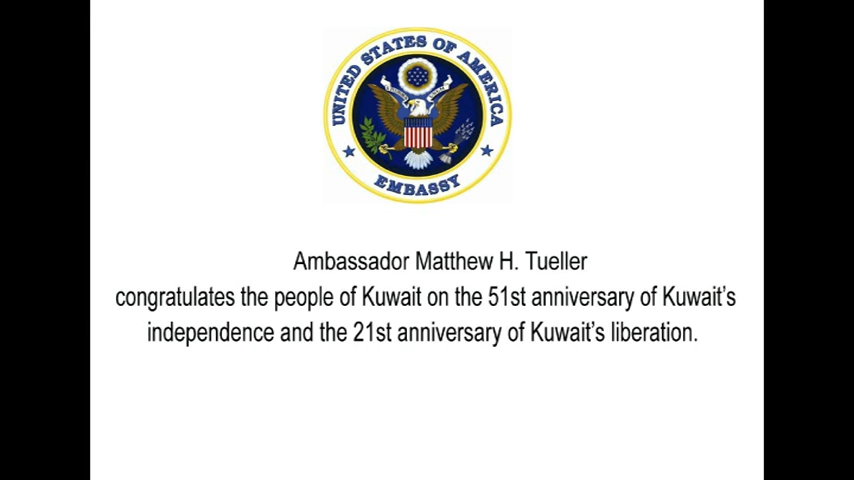 UNITED STATES OF AMERICA
EMBASSY
Ambassador Matthew H. Tueller
congratulates the people of Kuwait on the 51st anniversary of Kuwait’s
independence and the 21st anniversary of Kuwait’s liberation.